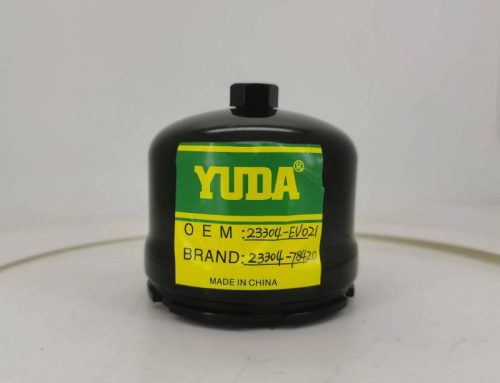 YUDA®
OEM:23304-EV021
BRAND:23304-78420
MADE IN CHINA